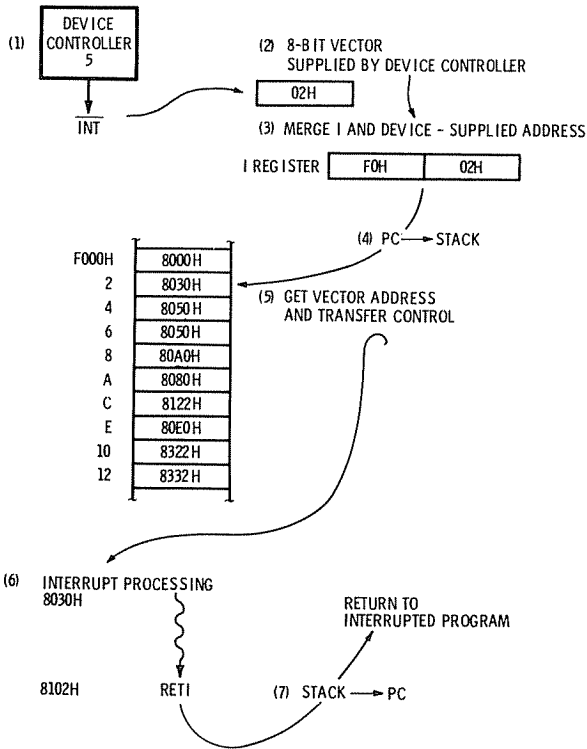 (1) DEVICE
CONTROLLER
5
INT
(2) 8-BIT VECTOR
SUPPLIED BY DEVICE CONTROLLER
02H
(3) MERGE I AND DEVICE - SUPPLIED ADDRESS
I REGISTER F0H 02H
(4) PC STACK
F000H 8000H
2 8030H
4 8050H
6 8050H
8 80A0H
A 8080H
C 8122H
E 80E0H
10 8322H
12 8332H
(5) GET VECTOR ADDRESS
AND TRANSFER CONTROL
(6) INTERRUPT PROCESSING
8030H
RETURN TO
INTERRUPTED PROGRAM
8102H RETI (7) STACK PC